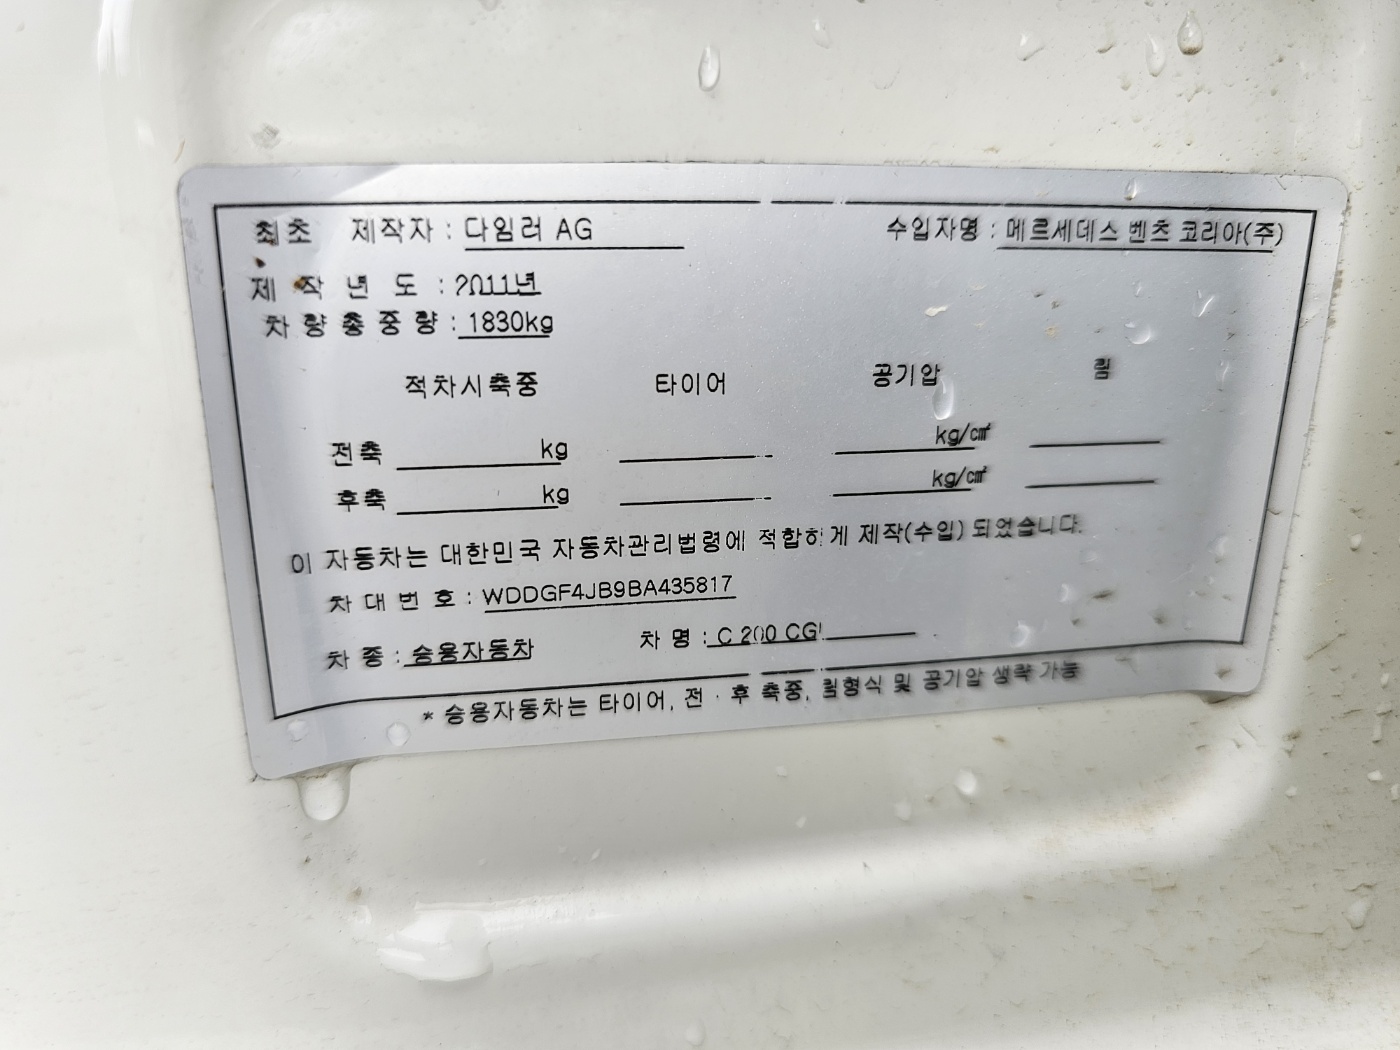 최초 제작자 : 다임러 AG 수입자명 : 메르세데스 벤츠 코리아(주)
제 작 년 도 : 2011년
차 량 총 중 량 : 1830kg
적차시축중 타이어 공기압 림
전축 kg kg/㎠
후축 kg kg/㎠
이 자동차는 대한민국 자동차관리법령에 적합하게 제작(수입) 되었습니다.
차 대 번 호 : WDDGF4JB9BA435817
차 종 : 승용자동차 차 명 : C 200 CGI
* 승용자동차는 타이어, 전 · 후 축중, 림형식 및 공기압 생략 가능